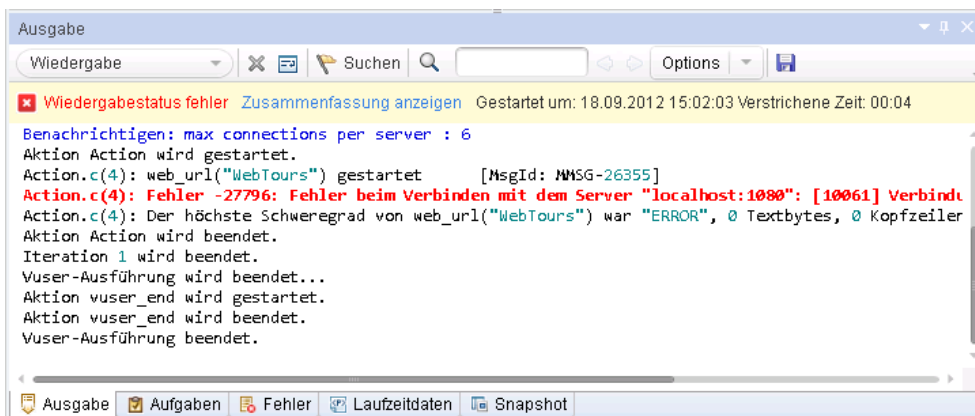 Ausgabe
Wiedergabe Suchen Options
Wiedergabestatus fehler Zusammenfassung anzeigen Gestartet um: 18.09.2012 15:02:03 Verstrichene Zeit: 00:04
Benachrichtigen: max connections per server : 6
Aktion Action wird gestartet.
Action.c(4): web_url("WebTours") gestartet [MsgId: MMSG-26355]
Action.c(4): Fehler -27796: Fehler beim Verbinden mit dem Server "localhost:1080": [10061] Verbindu
Action.c(4): Der höchste Schweregrad von web_url("WebTours") war "ERROR", 0 Textbytes, 0 Kopfzeiler
Aktion Action wird beendet.
Iteration 1 wird beendet.
Vuser-Ausführung wird beendet...
Aktion vuser_end wird gestartet.
Aktion vuser_end wird beendet.
Vuser-Ausführung beendet.
Ausgabe Aufgaben Fehler Laufzeitdaten Snapshot